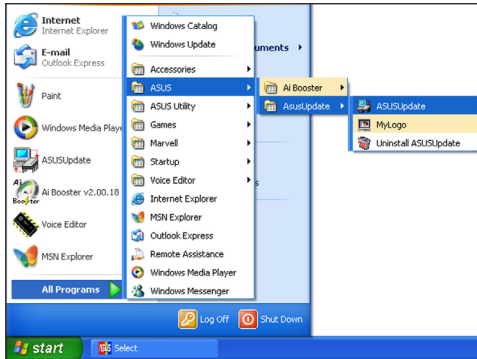 Internet
Internet Explorer
E-mail
Outlook Express
Paint
Windows Media Playe
ASUSUpdate
Ai Booster v2.00.18
Voice Editor
MSN Explorer
All Programs
Windows Catalog
Windows Update
Accessories
ASUS
ASUS Utility
Games
Marvell
Startup
Voice Editor
Internet Explorer
MSN Explorer
Outlook Express
Remote Assistance
Windows Media Player
Windows Messenger
uments
s
Ai Booster
AsusUpdate
ASUSUpdate
MyLogo
Uninstall ASUSUpdate
Log Off
Shut Down
start
Select